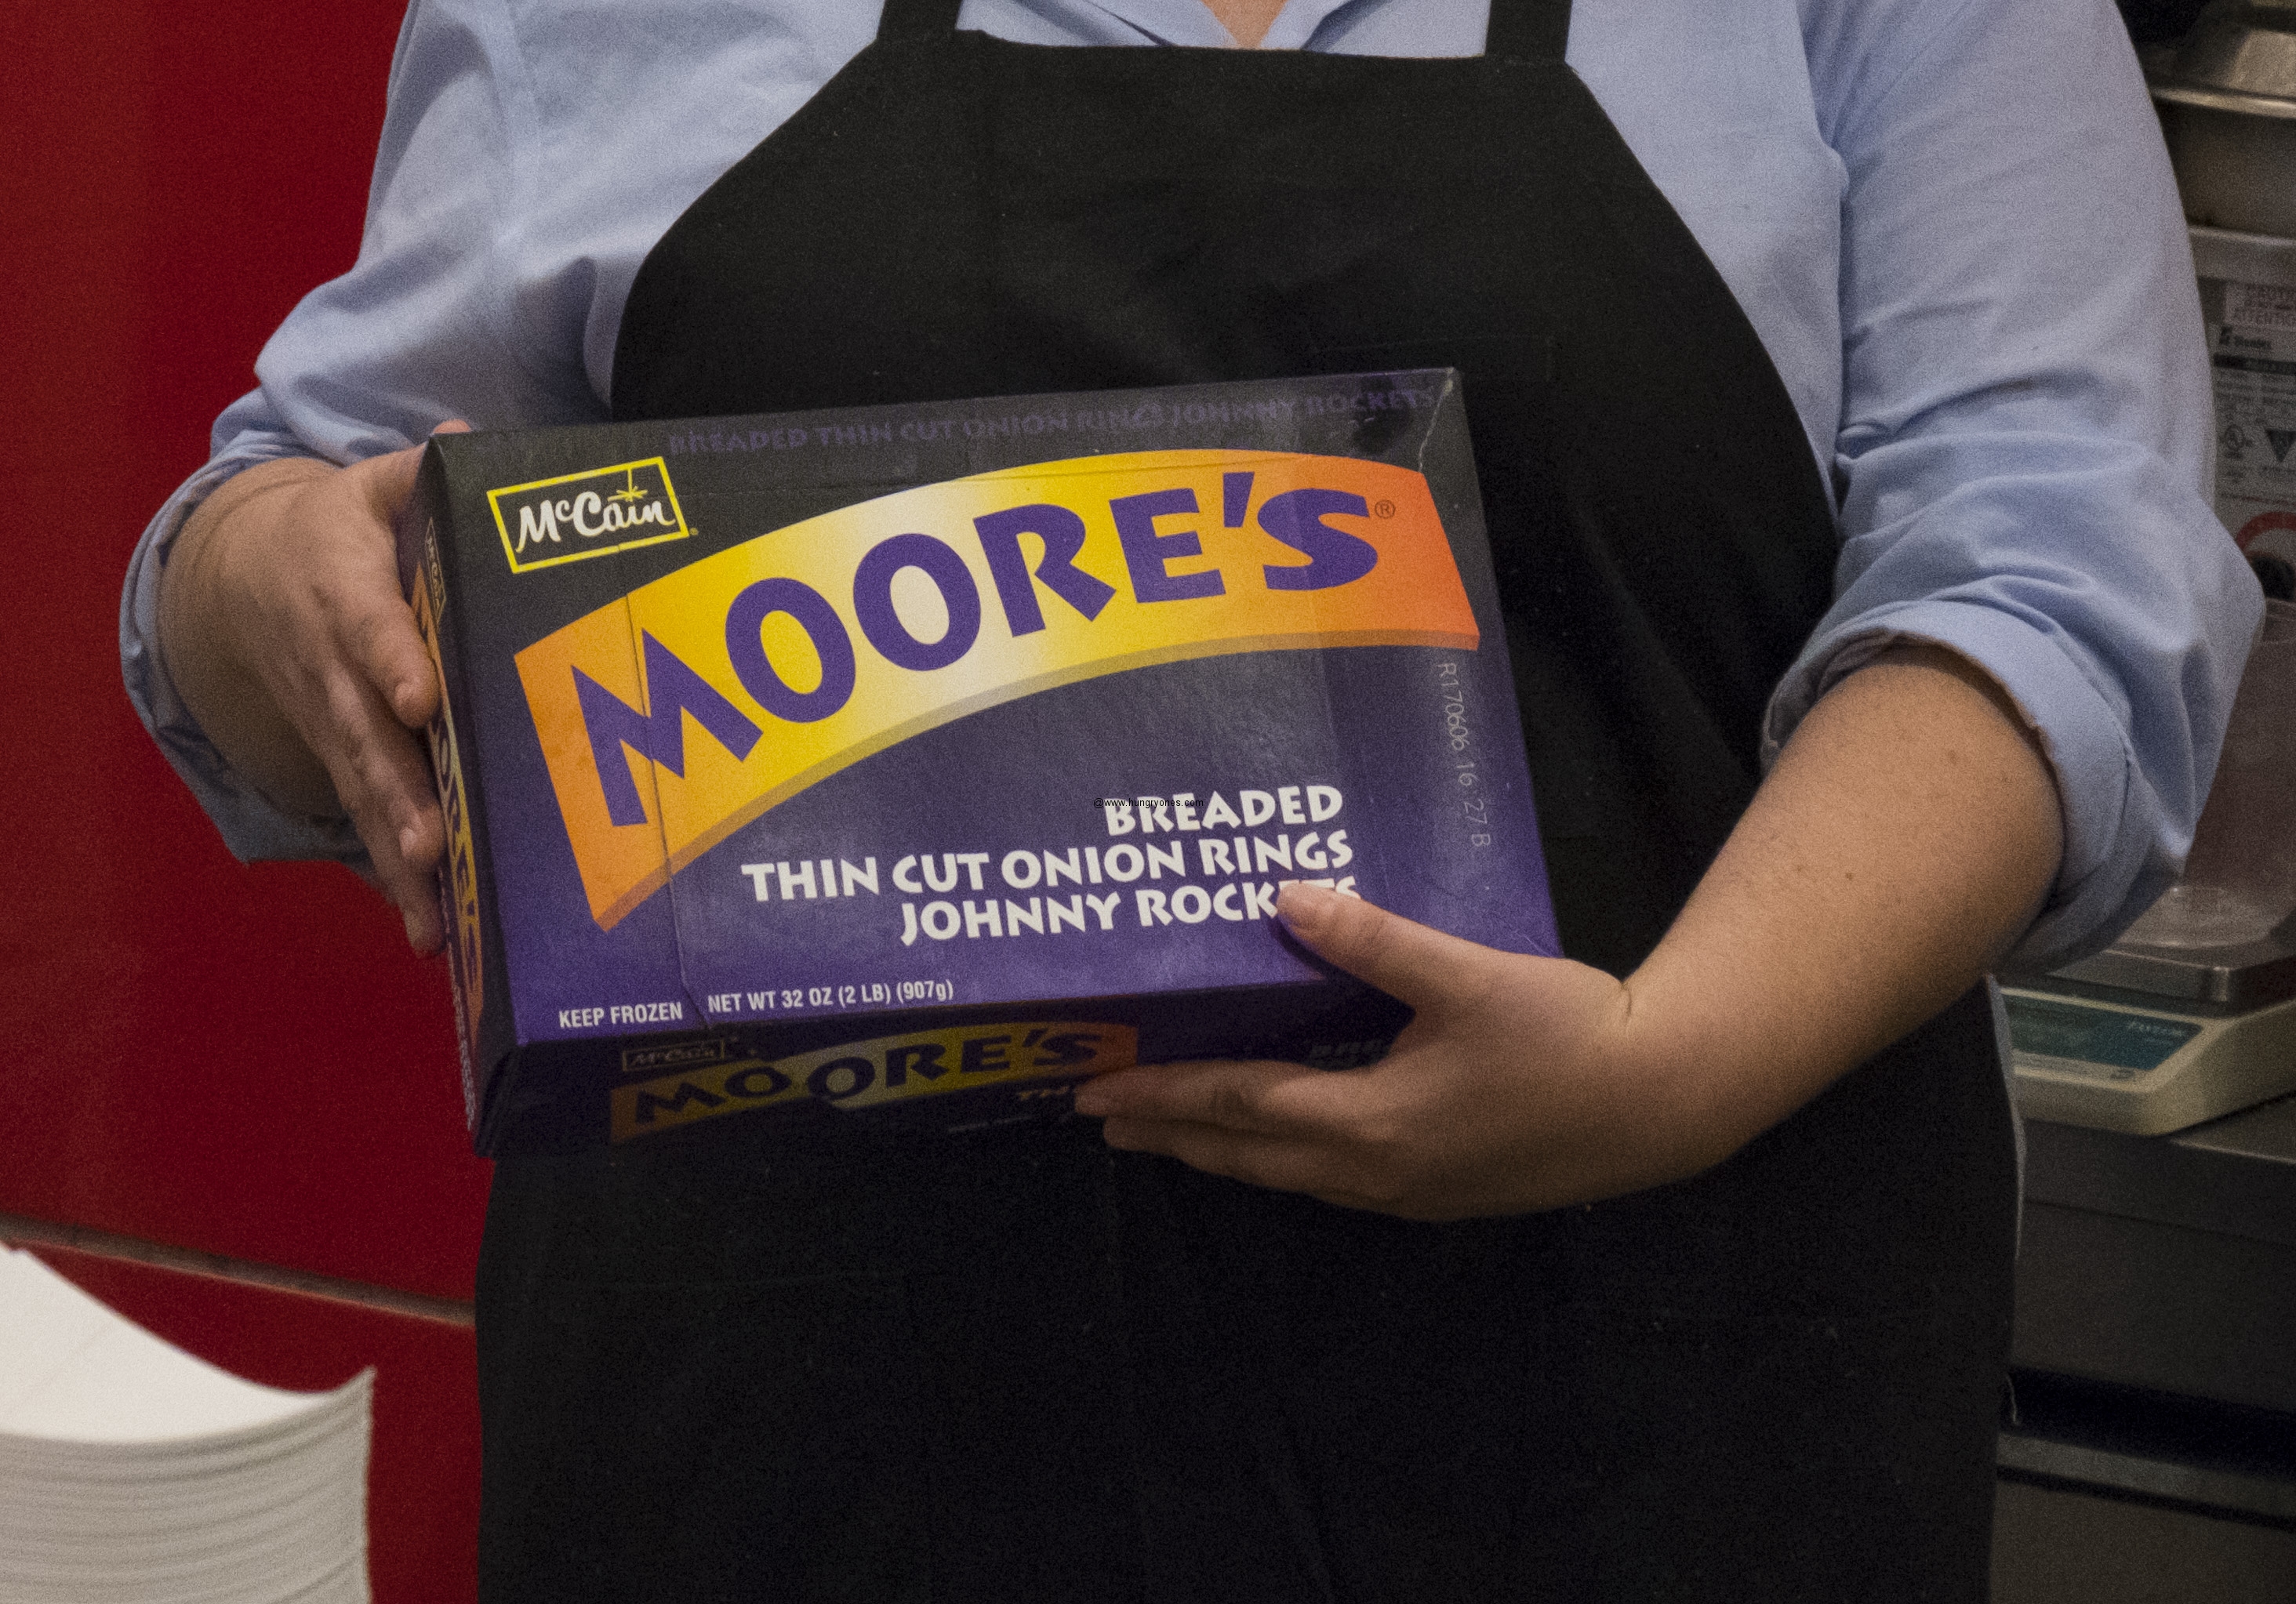 BREADED THIN CUT ONION RINGS JOHNNY ROCKETS
McCain
MOORE'S®
R170606 16:27 B
@www.hungryones.com
BREADED
THIN CUT ONION RINGS
JOHNNY ROCKETS
KEEP FROZEN NET WT 32 OZ (2 LB) (907g)
McCain
MOORE'S